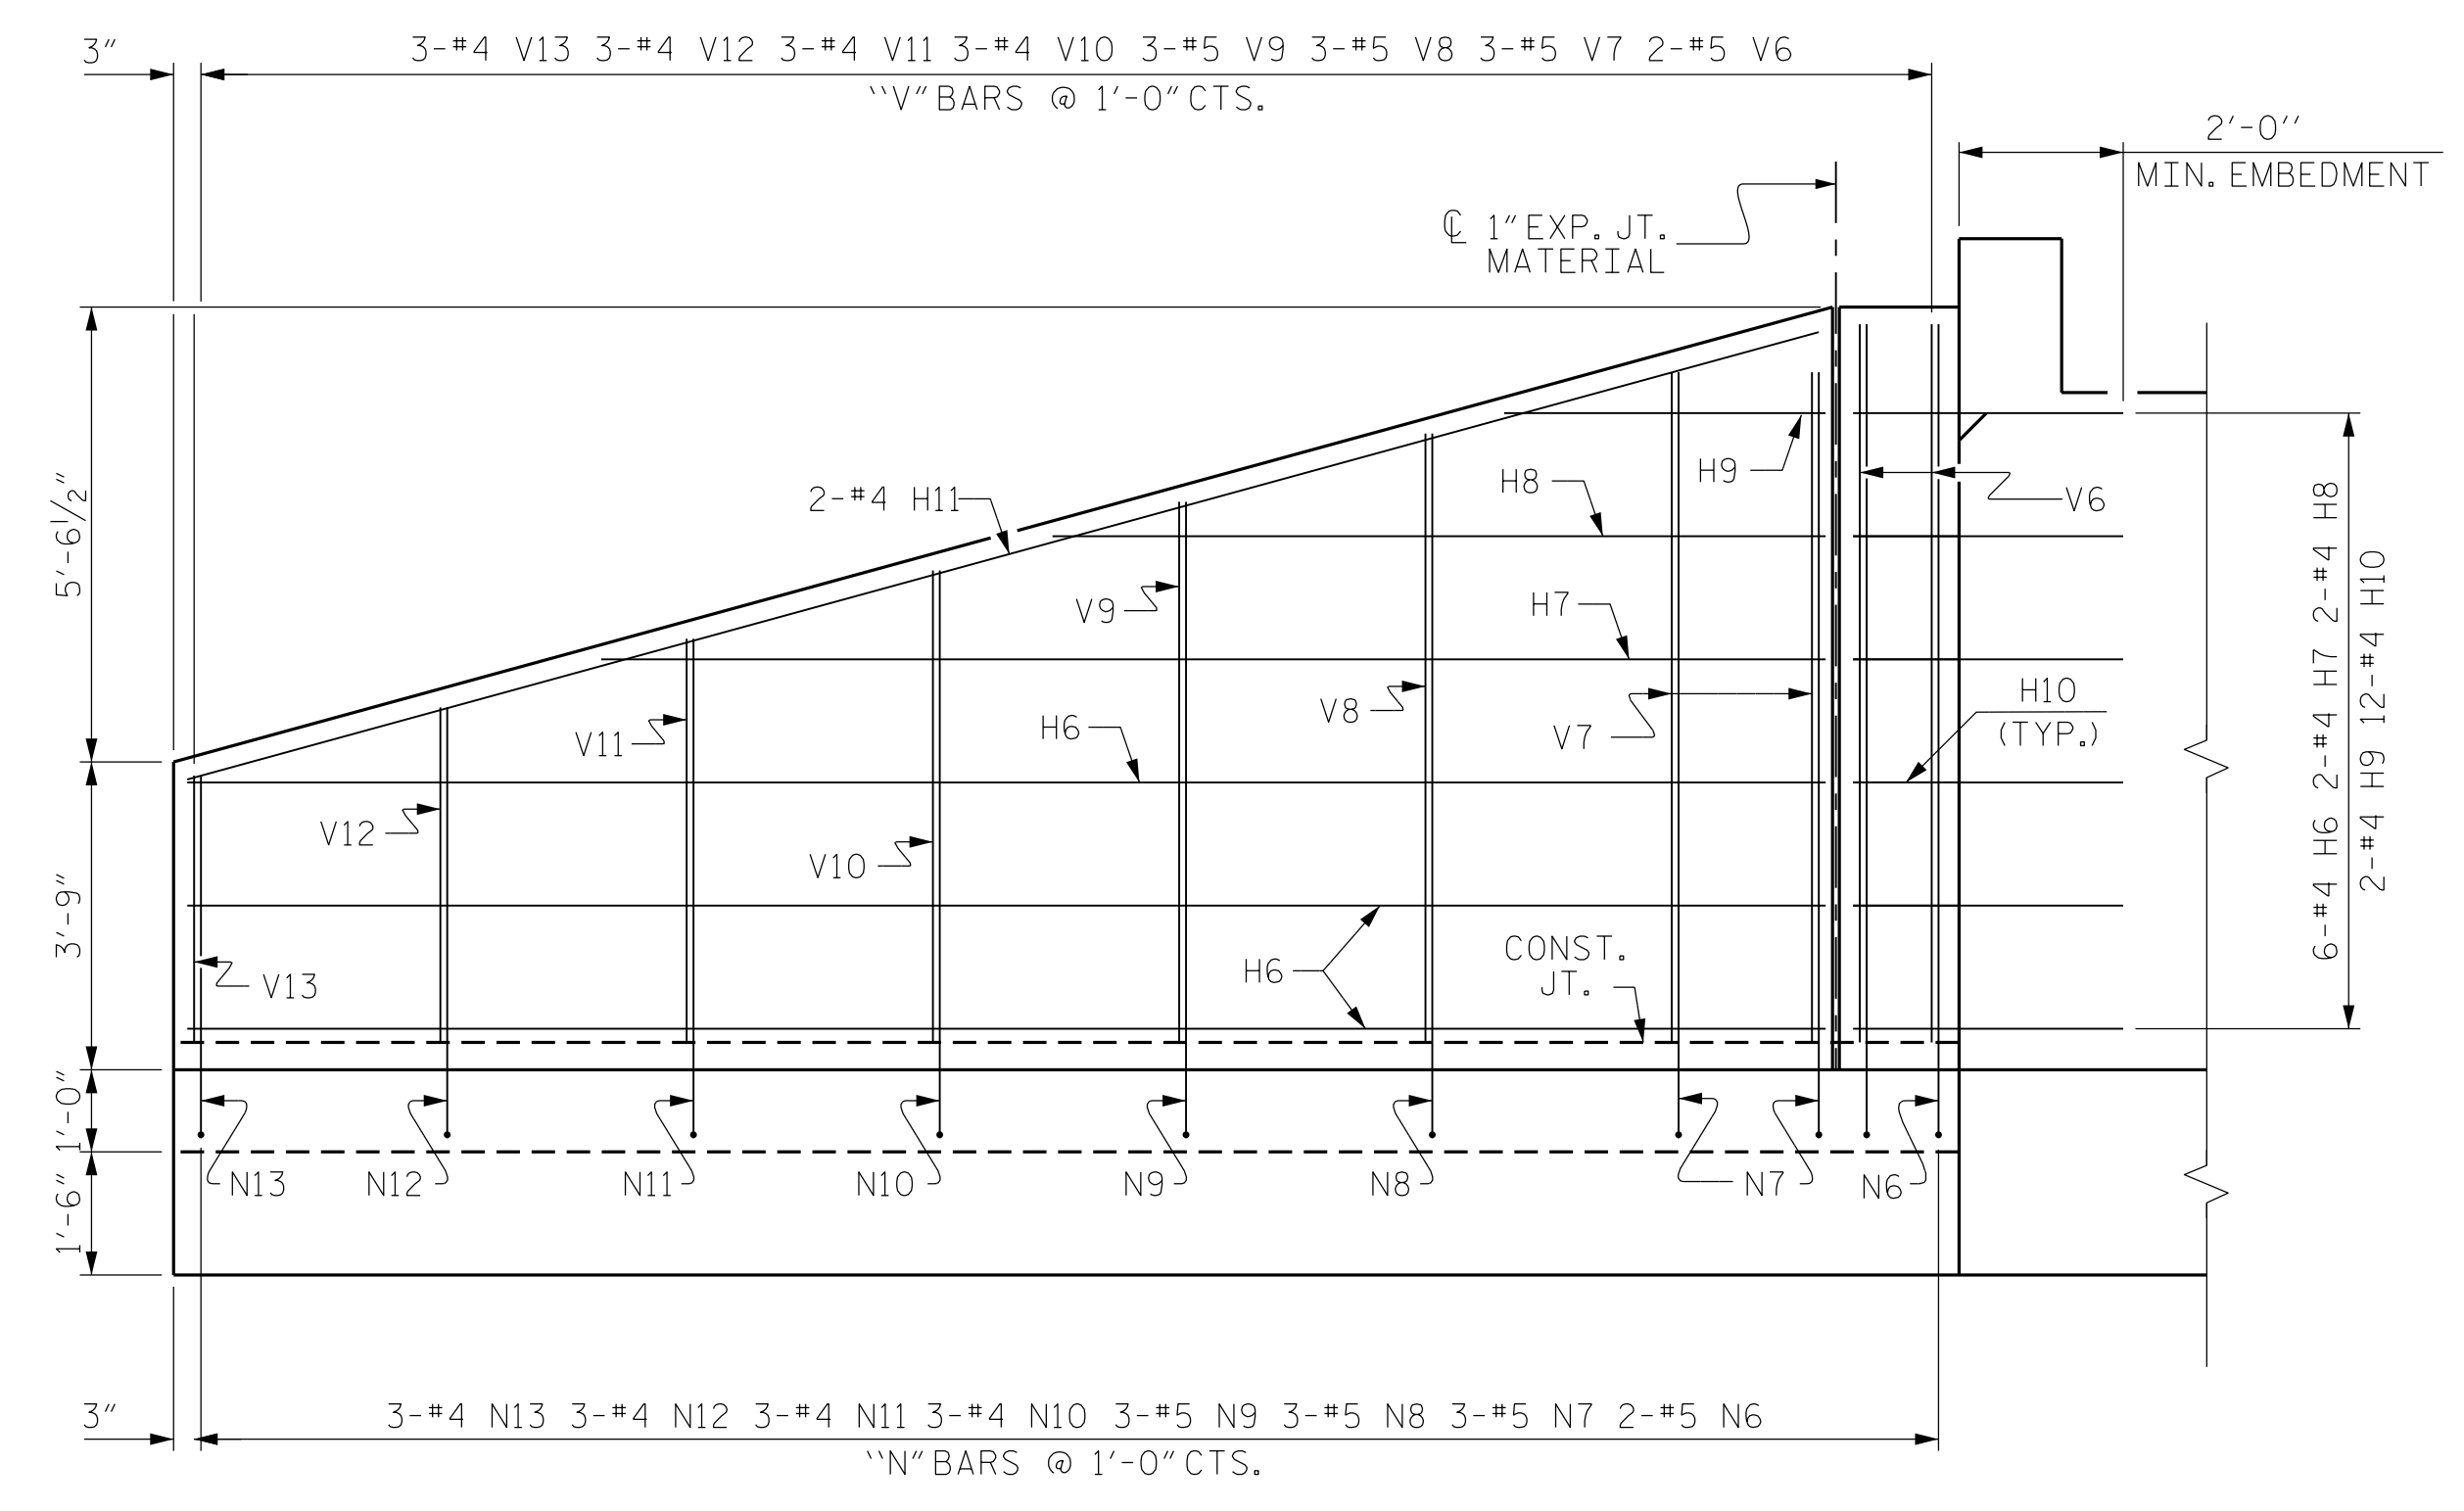 3"
3-#4 V13 3-#4 V12 3-#4 V11 3-#4 V10 3-#5 V9 3-#5 V8 3-#5 V7 2-#5 V6
"V"BARS @ 1'-0"CTS.
2'-0''
MIN. EMBEDMENT
℄ 1"EXP. JT.
MATERIAL
5'-6½"
2-#4 H11
H8
H9
V6
V9
H7
V8
H6
V7
H10
(TYP.)
V11
V12
V10
6-#4 H6 2-#4 H7 2-#4 H8
2-#4 H9 12-#4 H10
3'-9"
V13
H6
CONST.
JT.
1'-0"
1'-6"
N13
N12
N11
N10
N9
N8
N7
N6
3"
3-#4 N13 3-#4 N12 3-#4 N11 3-#4 N10 3-#5 N9 3-#5 N8 3-#5 N7 2-#5 N6
"N"BARS @ 1'-0"CTS.